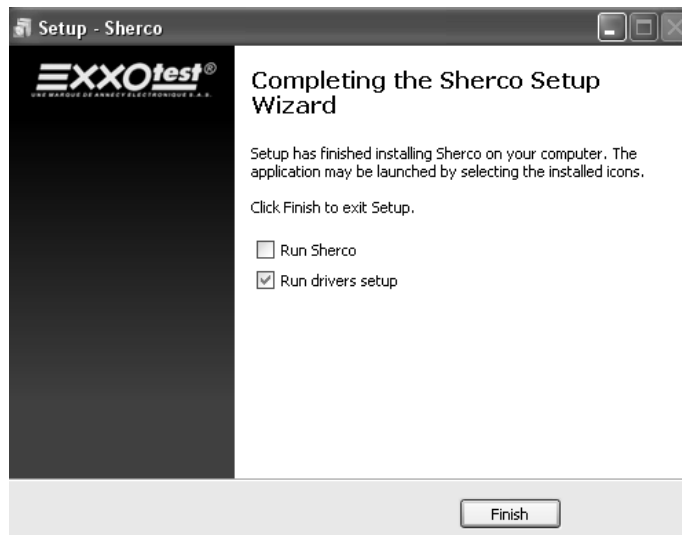 Setup - Sherco
EXXOtest®
UNE MARQUE DE ANNECY ELECTRONIQUE S.A.S.
Completing the Sherco Setup
Wizard
Setup has finished installing Sherco on your computer. The
application may be launched by selecting the installed icons.
Click Finish to exit Setup.
Run Sherco
Run drivers setup
Finish